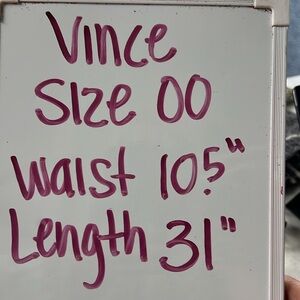 Vince
Size 00
Waist 10.5"
Length 31"